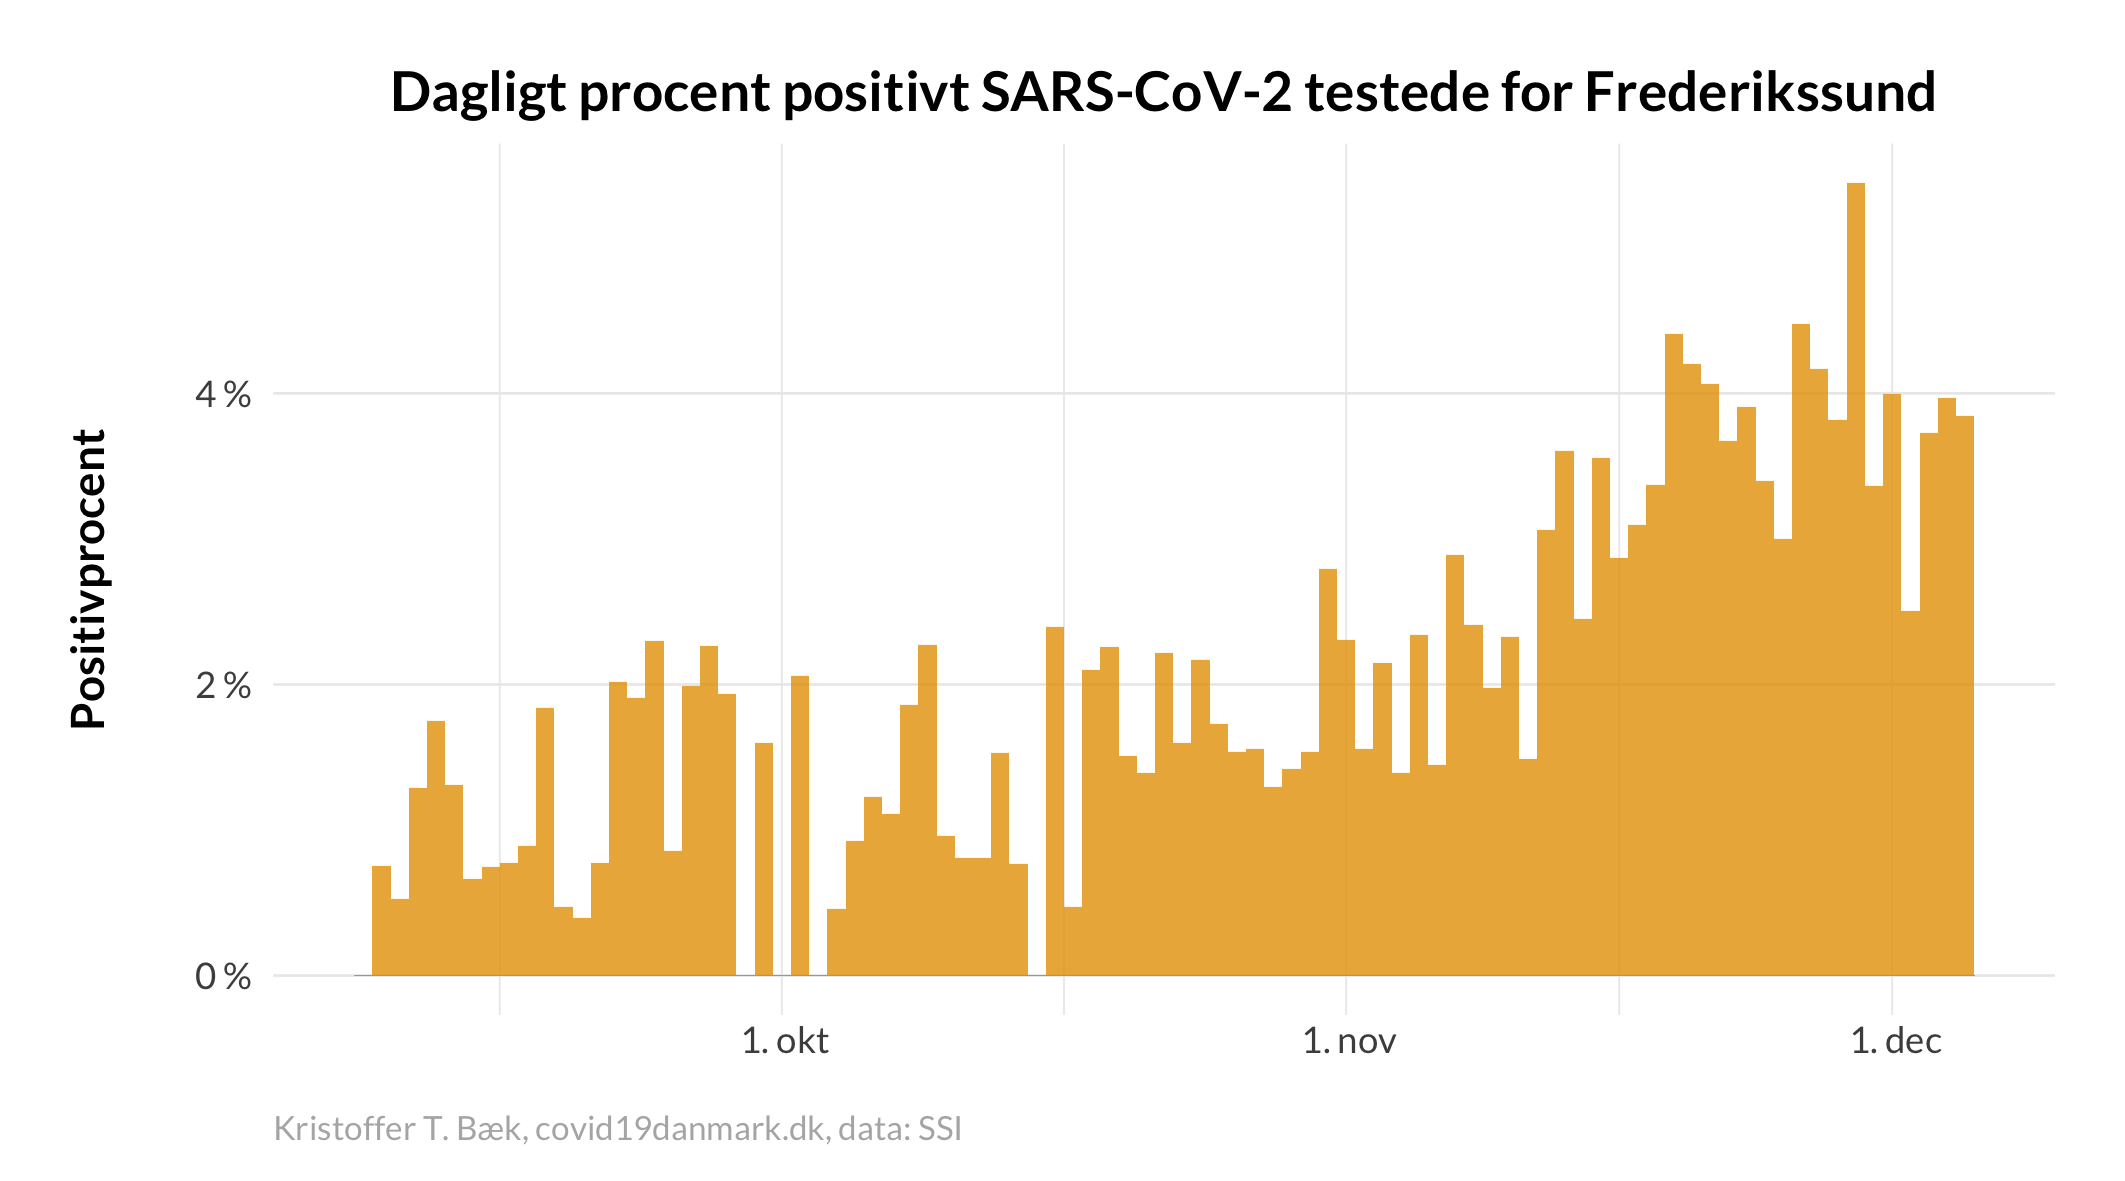 Dagligt procent positivt SARS-CoV-2 testede for Frederikssund
Positivprocent
4 %
2 %
0 %
1. okt
1. nov
1. dec
Kristoffer T. Bæk, covid19danmark.dk, data: SSI